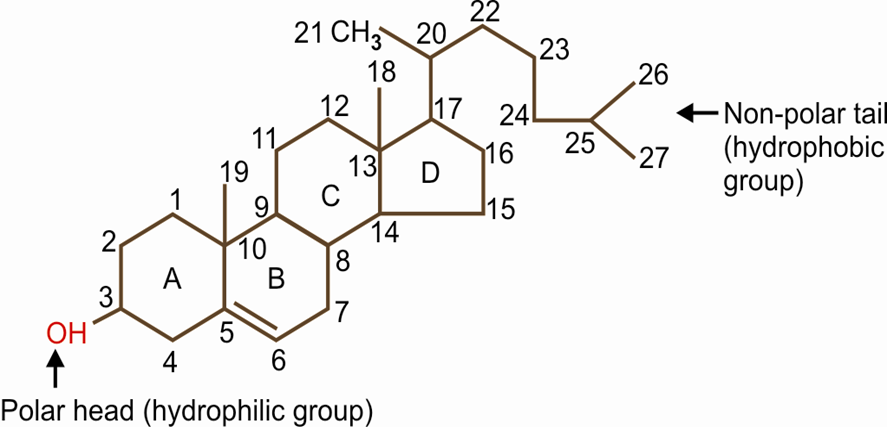 22
21 CH₃
20
23
18
26
12
17
24
Non-polar tail
(hydrophobic
group)
11
25
13
16
27
19
D
C
1
9
15
14
2
10
8
A
B
3
7
OH
5
4
6
Polar head (hydrophilic group)